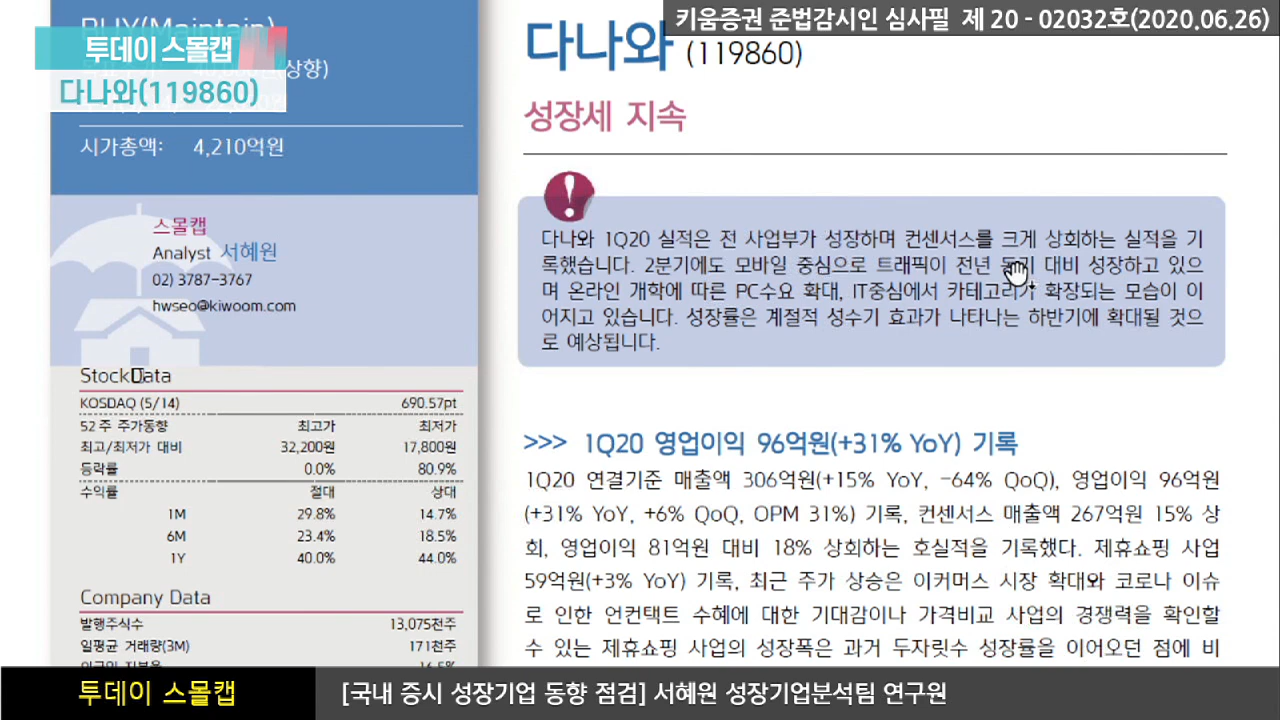 키움증권 준법감시인 심사필 제 20 - 02032호(2020.06.26)
BUY(Maintain)
투데이 스몰캡
(상향)
다나와(119860)
시가총액: 4,210억원
스몰캡
Analyst 서혜원
02) 3787-3767
hwseo@kiwoom.com
Stock Data
KOSDAQ (5/14) 690.57pt
52 주 주가동향 최고가 최저가
최고/최저가 대비 32,200원 17,800원
등락률 0.0% 80.9%
수익률 절대 상대
1M 29.8% 14.7%
6M 23.4% 18.5%
1Y 40.0% 44.0%
Company Data
발행주식수 13,075천주
일평균 거래량(3M) 171천주
외국인 지분율 16.5%
다나와 (119860)
성장세 지속
다나와 1Q20 실적은 전 사업부가 성장하며 컨센서스를 크게 상회하는 실적을 기
록했습니다. 2분기에도 모바일 중심으로 트래픽이 전년 동기 대비 성장하고 있으
며 온라인 개학에 따른 PC수요 확대, IT중심에서 카테고리가 확장되는 모습이 이
어지고 있습니다. 성장률은 계절적 성수기 효과가 나타나는 하반기에 확대될 것으
로 예상됩니다.
>>> 1Q20 영업이익 96억원(+31% YoY) 기록
1Q20 연결기준 매출액 306억원(+15% YoY, -64% QoQ), 영업이익 96억원
(+31% YoY, +6% QoQ, OPM 31%) 기록, 컨센서스 매출액 267억원 15% 상
회, 영업이익 81억원 대비 18% 상회하는 호실적을 기록했다. 제휴쇼핑 사업
59억원(+3% YoY) 기록, 최근 주가 상승은 이커머스 시장 확대와 코로나 이슈
로 인한 언컨택트 수혜에 대한 기대감이나 가격비교 사업의 경쟁력을 확인할
수 있는 제휴쇼핑 사업의 성장폭은 과거 두자릿수 성장률을 이어오던 점에 비
투데이 스몰캡
[국내 증시 성장기업 동향 점검] 서혜원 성장기업분석팀 연구원